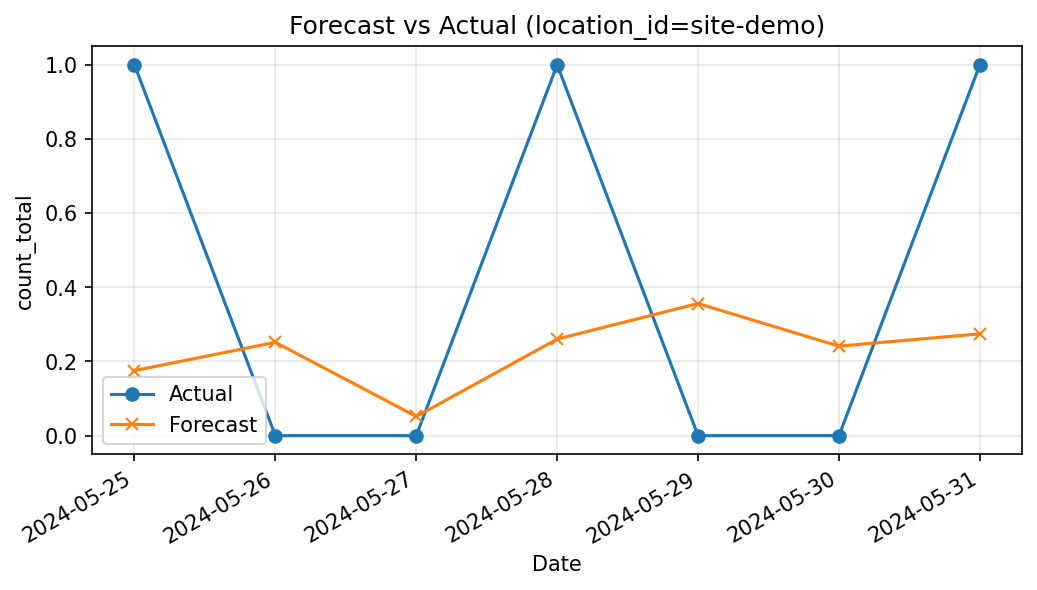 Forecast vs Actual (location_id=site-demo)
count_total
1.0
0.8
0.6
0.4
0.2
0.0
Actual
Forecast
2024-05-25
2024-05-26
2024-05-27
2024-05-28
2024-05-29
2024-05-30
2024-05-31
Date